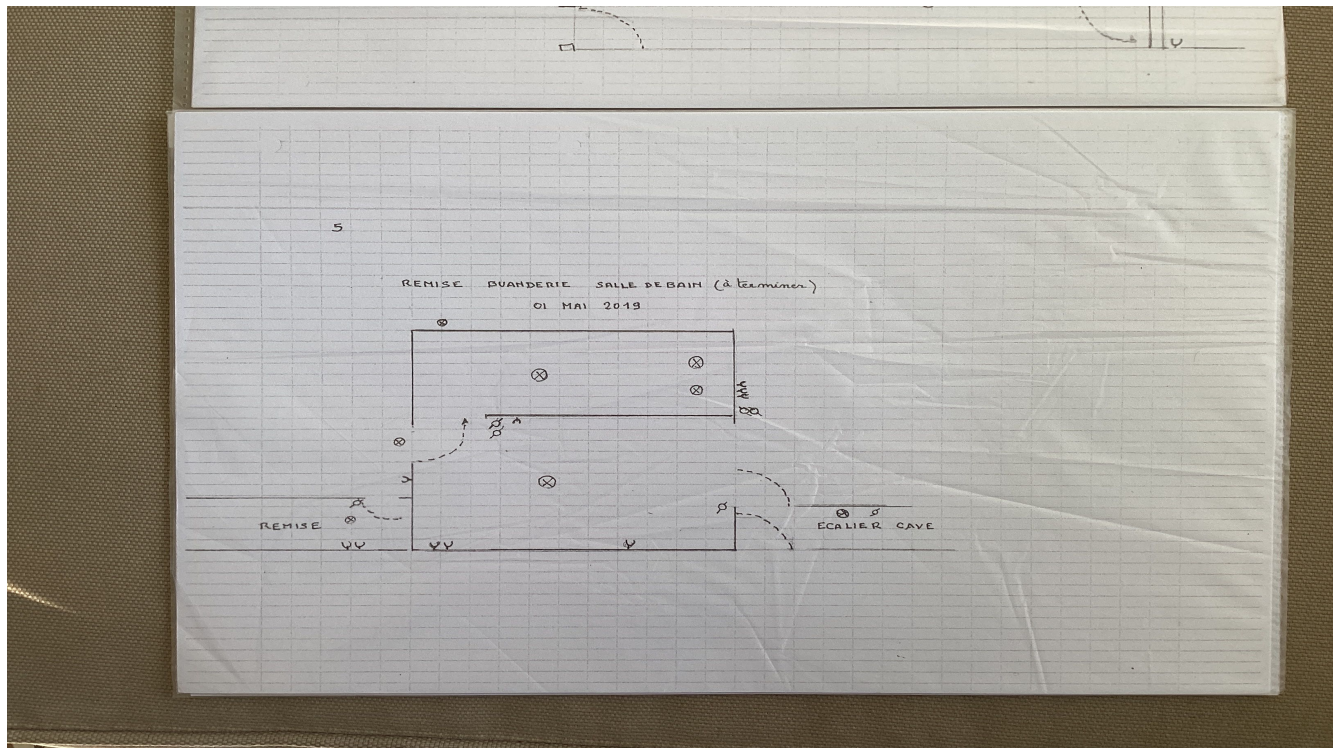 5
REMISE BUANDERIE SALLE DE BAIN (à terminer)
01 MAI 2019
REMISE
ECALIER CAVE